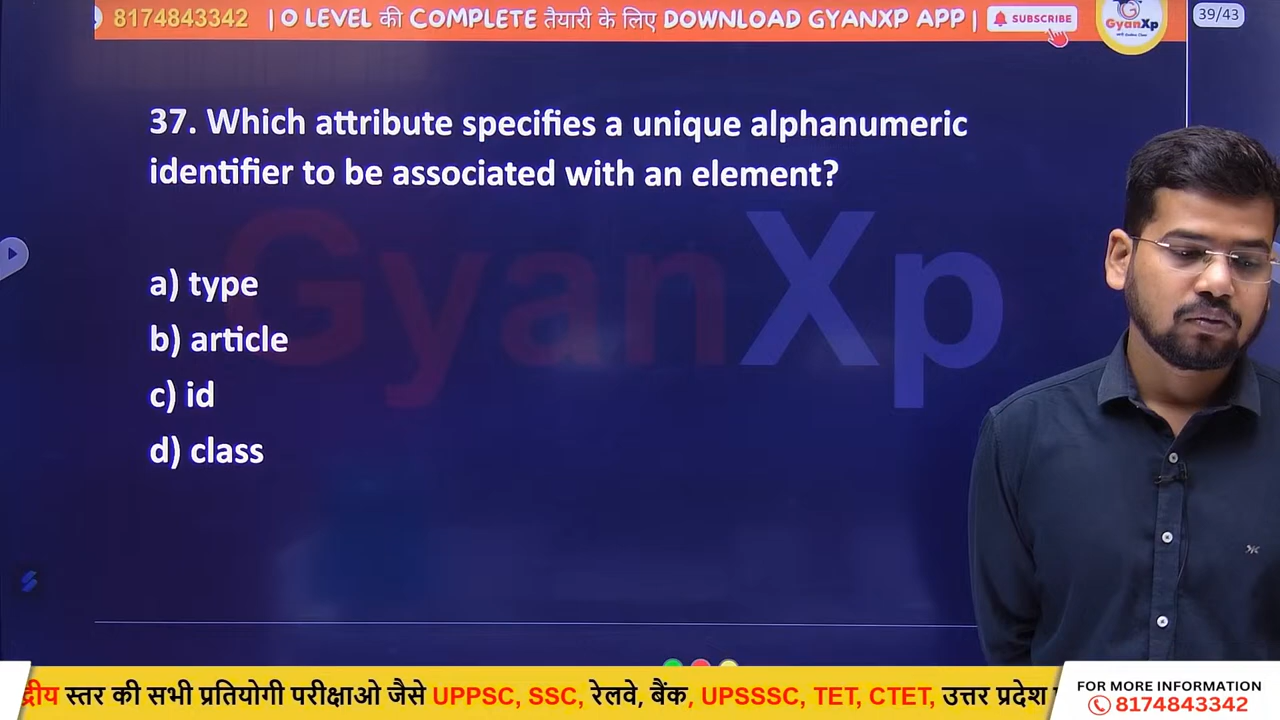 8174843342 | O LEVEL की COMPLETE तैयारी के लिए DOWNLOAD GYANXP APP | SUBSCRIBE
GyanXp
39/43
37. Which attribute specifies a unique alphanumeric
identifier to be associated with an element?
GyanXp
a) type
b) article
c) id
d) class
स्तर की सभी प्रतियोगी परीक्षाओ जैसे UPPSC, SSC, रेलवे, बैंक, UPSSSC, TET, CTET, उत्तर प्रदेश
FOR MORE INFORMATION
8174843342